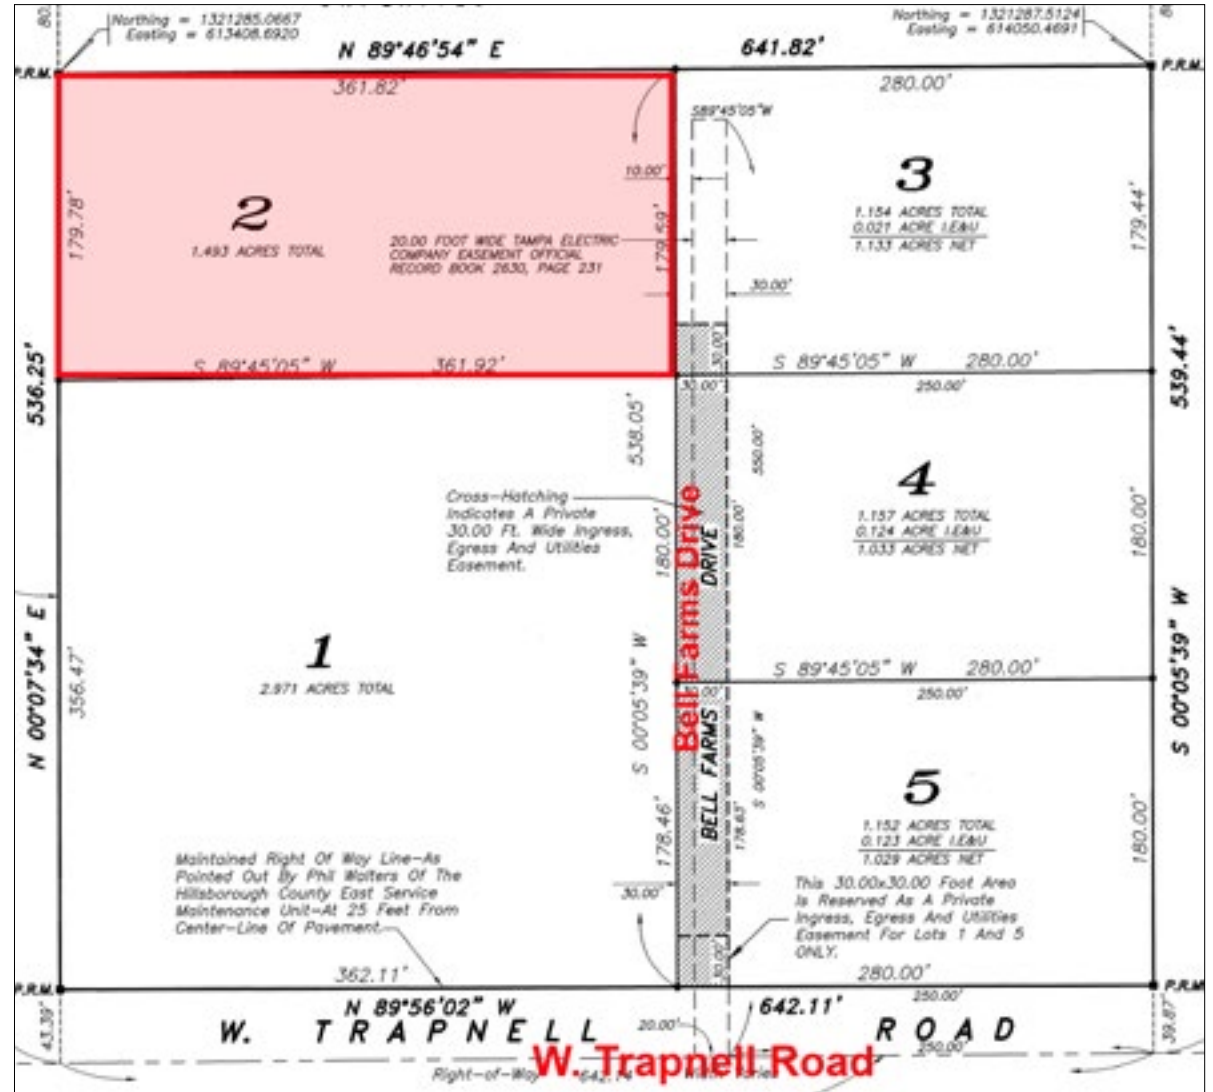 80.
Northing = 1321285.0667
Easting = 613408.6920
Northing = 1321287.5124
Easting = 614050.4691
80
N 89°46'54" E
641.82'
P.R.M.
P.R.M.
361.82'
280.00'
S89°45'05"W
10.00'
179.78'
2
1.493 ACRES TOTAL
20.00 FOOT WIDE TAMPA ELECTRIC
COMPANY EASEMENT OFFICIAL
RECORD BOOK 2630, PAGE 231
179.59'
30.00'
3
1.154 ACRES TOTAL
0.021 ACRE I.E&U
1.133 ACRES NET
179.44'
30.00'
S 89°45'05" W
361.92'
30.00'
S 89°45'05" W
280.00'
250.00'
536.25'
539.44'
538.05'
550.00'
Cross-Hatching
Indicates A Private
30.00 Ft. Wide Ingress,
Egress And Utilities
Easement.
180.00'
Bell Farms Drive
DRIVE
180.00'
4
1.157 ACRES TOTAL
0.124 ACRE I.E&U
1.033 ACRES NET
180.00'
N 00°07'34" E
356.47'
1
2.971 ACRES TOTAL
S 00°05'39" W
30.00'
S 89°45'05" W
280.00'
250.00'
S 00°05'39" W
BELL FARMS
S 00°05'39" W
178.46'
178.63'
5
1.152 ACRES TOTAL
0.123 ACRE I.E&U
1.029 ACRES NET
180.00'
Maintained Right Of Way Line-As
Pointed Out By Phil Walters Of The
Hillsborough County East Service
Maintenance Unit-At 25 Feet From
Center-Line Of Pavement.
30.00'
This 30.00x30.00 Foot Area
Is Reserved As A Private
Ingress, Egress And Utilities
Easement For Lots 1 And 5
ONLY.
30.00'
P.R.M.
362.11'
280.00'
P.R.M
N 89°56'02" W
642.11'
250.00'
43.39'
39.87'
W. TRAPNELL ROAD
20.00'
250.00'
W. Trapnell Road
Right-of-Way